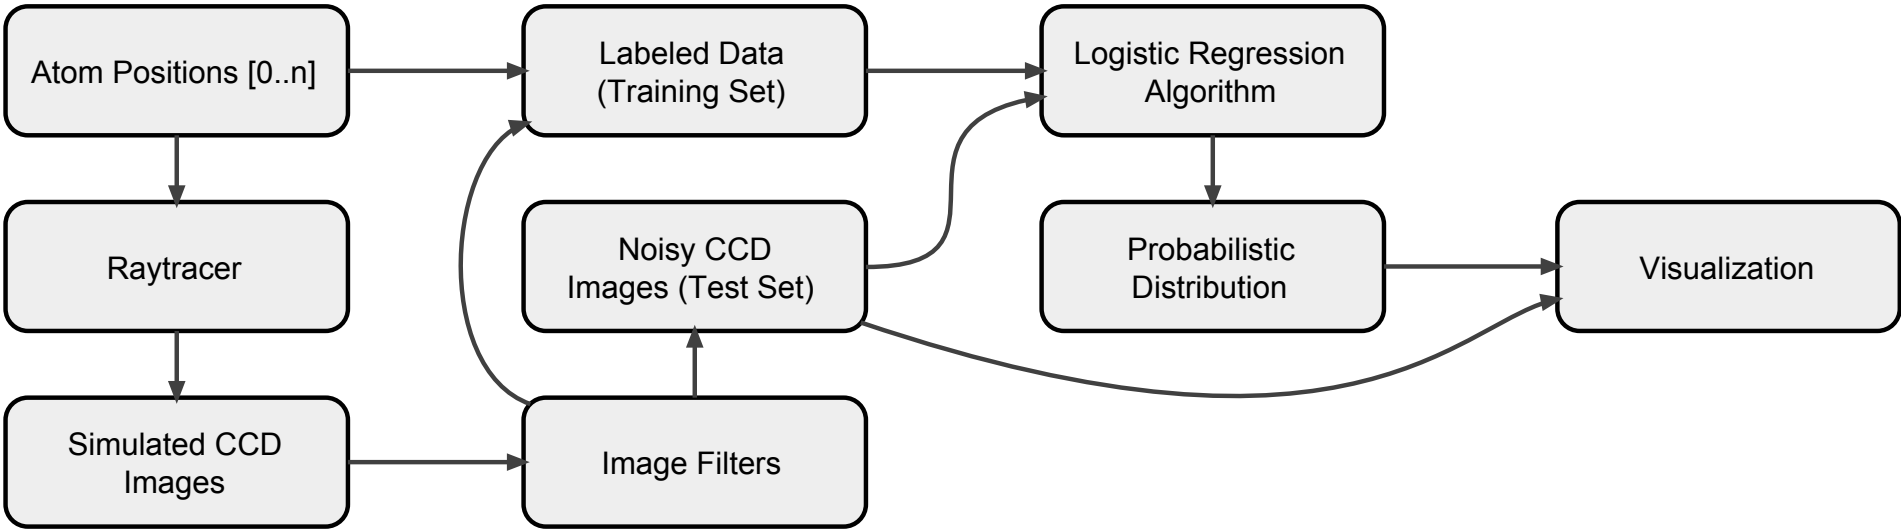 Atom Positions [0..n]
Labeled Data
(Training Set)
Logistic Regression
Algorithm
Raytracer
Noisy CCD
Images (Test Set)
Probabilistic
Distribution
Visualization
Simulated CCD
Images
Image Filters